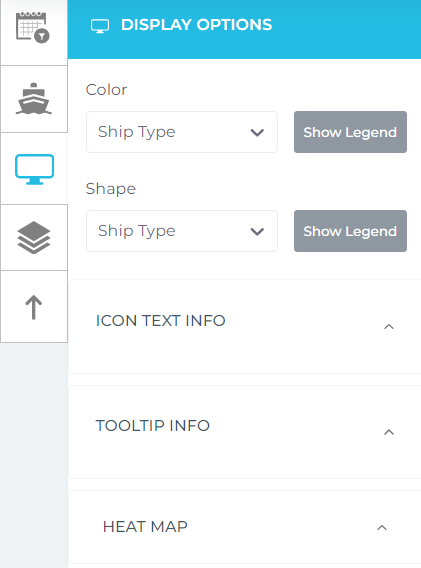 DISPLAY OPTIONS
Color
Ship Type
Show Legend
Shape
Ship Type
Show Legend
ICON TEXT INFO
TOOLTIP INFO
HEAT MAP